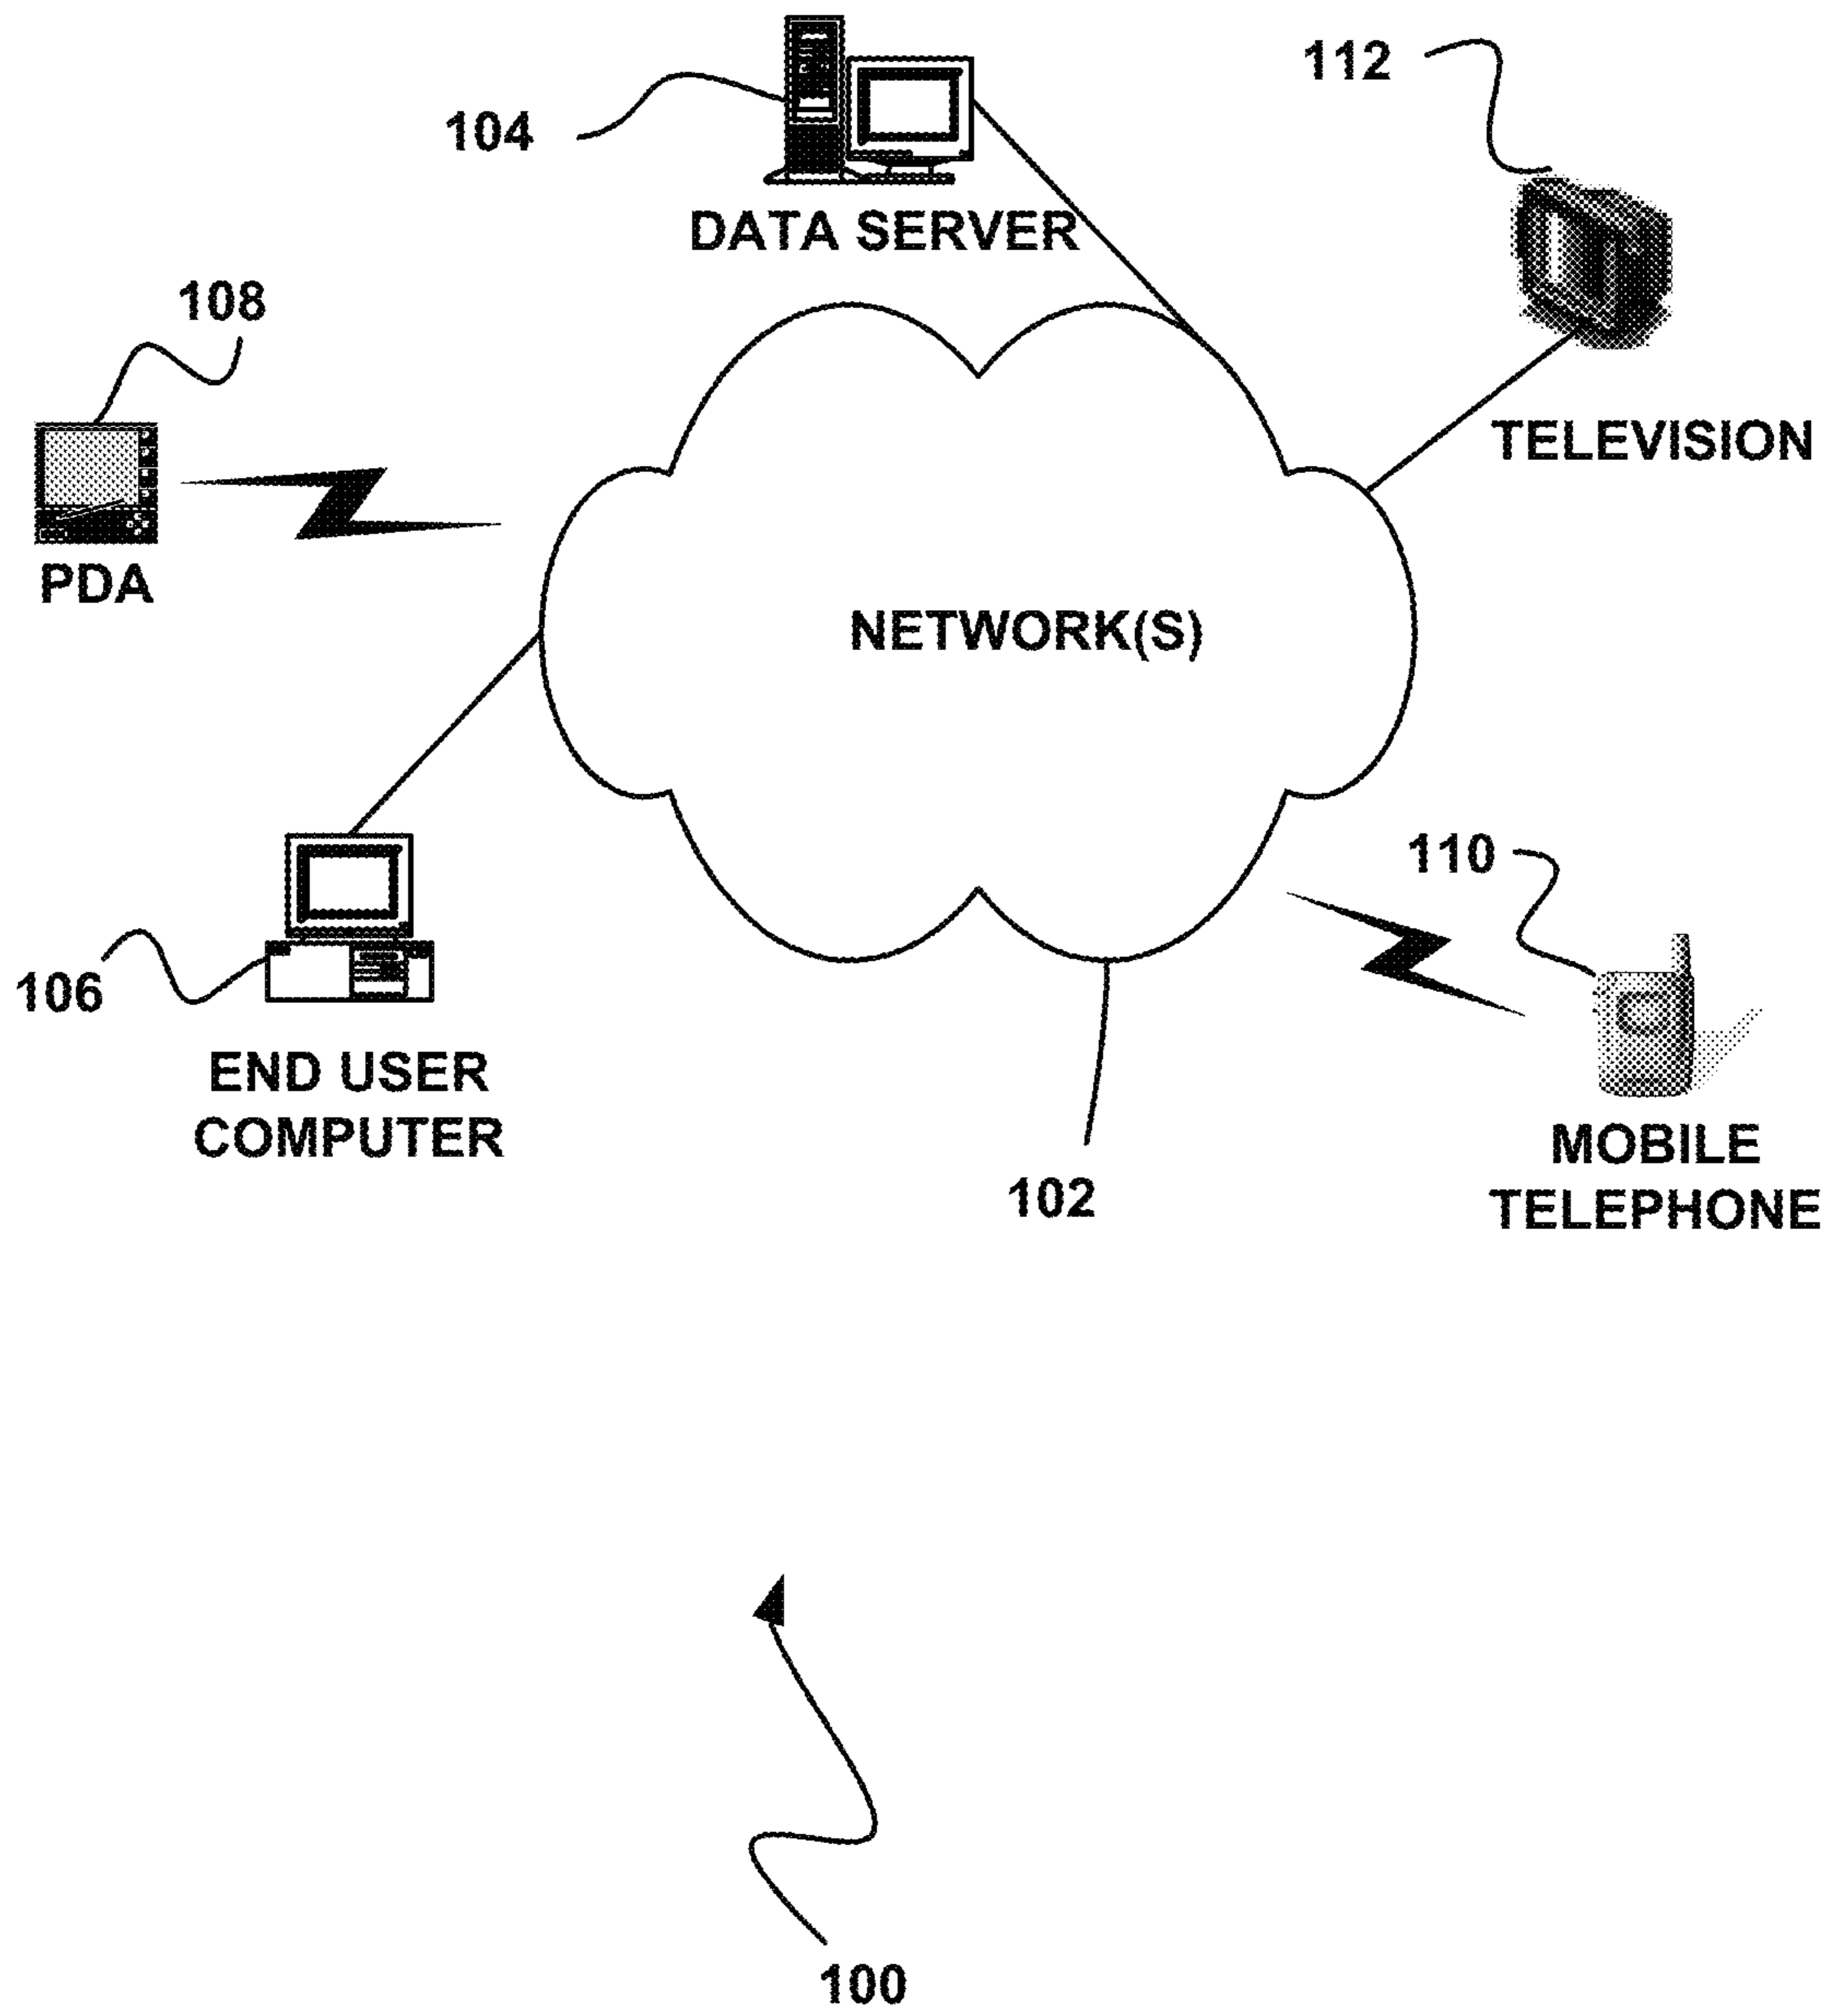 112
104
DATA SERVER
108
TELEVISION
PDA
NETWORK(S)
110
106
END USER
COMPUTER
102
MOBILE
TELEPHONE
100